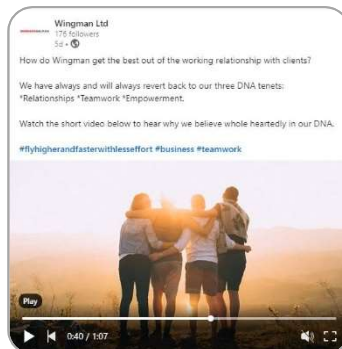 Wingman Ltd
176 followers
5d •
How do Wingman get the best out of the working relationship with clients?
We have always and will always revert back to our three DNA tenets:
*Relationships *Teamwork *Empowerment.
Watch the short video below to hear why we believe whole heartedly in our DNA.
#flyhigherandfasterwithlesseffort #business #teamwork
Play
0:40 / 1:07